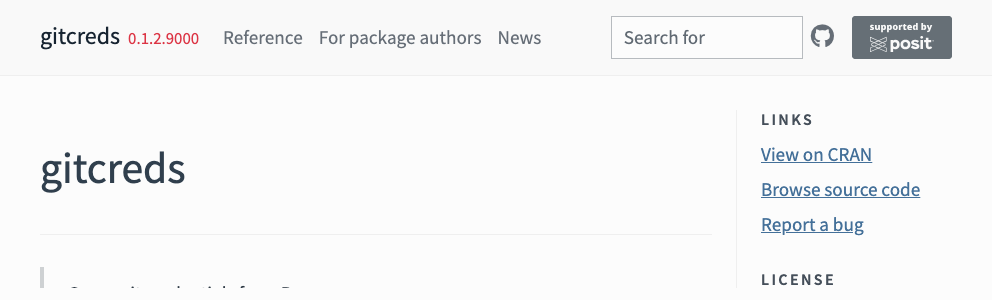 gitcreds 0.1.2.9000 Reference For package authors News Search for supported by posit
gitcreds
LINKS
View on CRAN
Browse source code
Report a bug
LICENSE